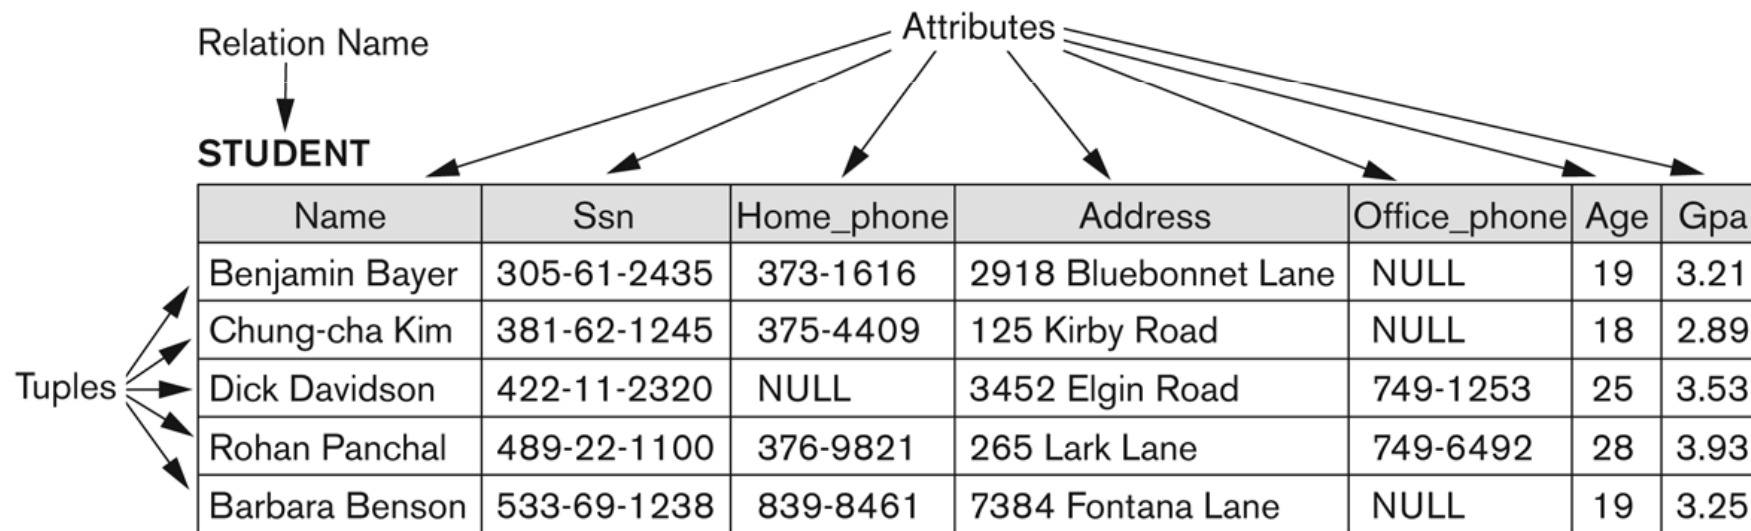 Attributes
Relation Name
STUDENT
Name Ssn Home_phone Address Office_phone Age Gpa
Benjamin Bayer 305-61-2435 373-1616 2918 Bluebonnet Lane NULL 19 3.21
Chung-cha Kim 381-62-1245 375-4409 125 Kirby Road NULL 18 2.89
Tuples Dick Davidson 422-11-2320 NULL 3452 Elgin Road 749-1253 25 3.53
Rohan Panchal 489-22-1100 376-9821 265 Lark Lane 749-6492 28 3.93
Barbara Benson 533-69-1238 839-8461 7384 Fontana Lane NULL 19 3.25